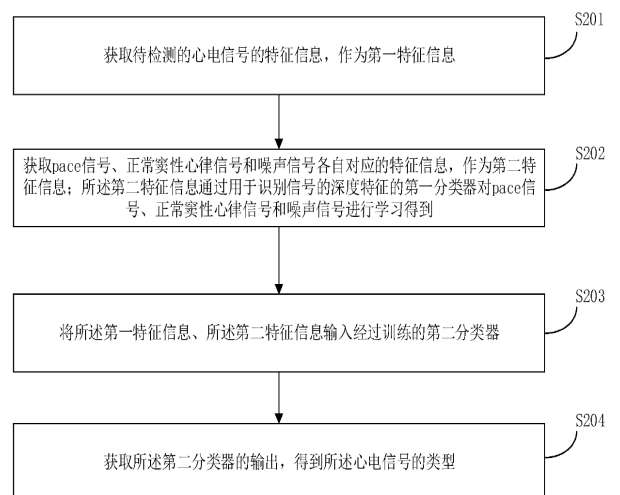 S201
获取待检测的心电信号的特征信息，作为第一特征信息
S202
获取pace信号、正常窦性心律信号和噪声信号各自对应的特征信息，作为第二特
征信息；所述第二特征信息通过用于识别信号的深度特征的第一分类器对pace信
号、正常窦性心律信号和噪声信号进行学习得到
S203
将所述第一特征信息、所述第二特征信息输入经过训练的第二分类器
S204
获取所述第二分类器的输出，得到所述心电信号的类型